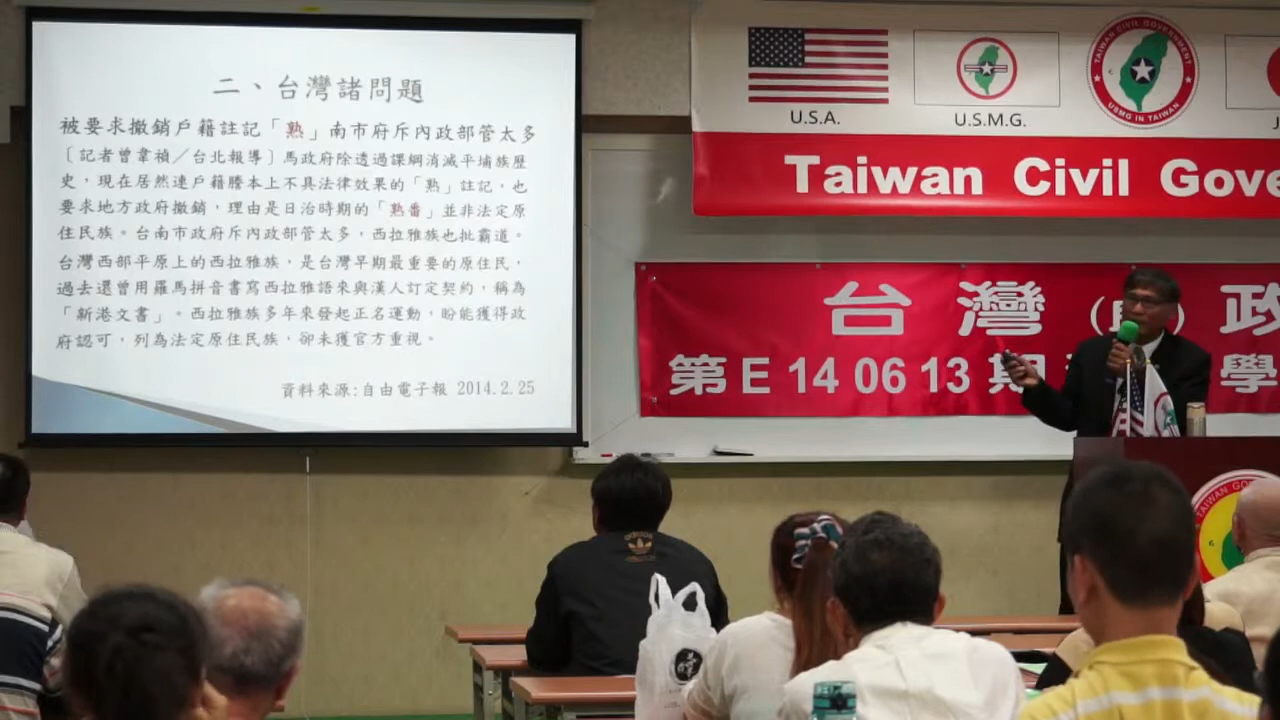 二、台灣諸問題
被要求撤銷戶籍註記「熟」南市府斥內政部管太多
〔記者曾韋禎／台北報導〕馬政府除透過課綱消滅平埔族歷
史，現在居然連戶籍謄本上不具法律效果的「熟」註記，也
要求地方政府撤銷，理由是日治時期的「熟番」並非法定原
住民族。台南市政府斥內政部管太多，西拉雅族也批霸道。
台灣西部平原上的西拉雅族，是台灣早期最重要的原住民，
過去還曾用羅馬拼音書寫西拉雅語來與漢人訂定契約，稱為
「新港文書」。西拉雅族多年來發起正名運動，盼能獲得政
府認可，列為法定原住民族，卻未獲官方重視。
資料來源:自由電子報 2014.2.25
U.S.A.
U.S.M.G.
TAIWAN CIVIL GOVERNMENT
USMG IN TAIWAN
J
Taiwan Civil Gove
台灣（ ）政
第E 14 06 13 期 學
TAIWAN GO